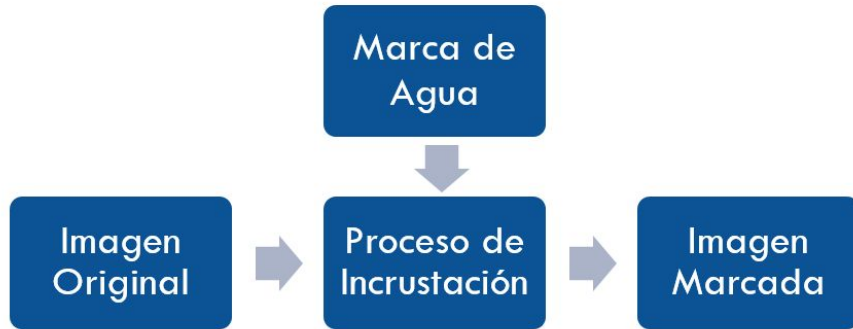 Marca de
Agua
Imagen
Original
Proceso de
Incrustación
Imagen
Marcada